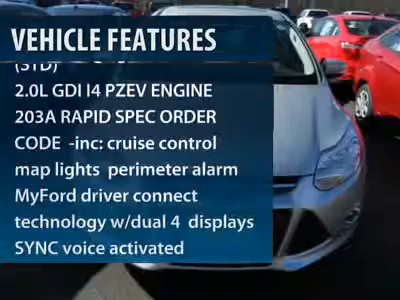 VEHICLE FEATURES
(STD)
2.0L GDI I4 PZEV ENGINE
203A RAPID SPEC ORDER
CODE -inc: cruise control
map lights perimeter alarm
MyFord driver connect
technology w/dual 4 displays
SYNC voice activated